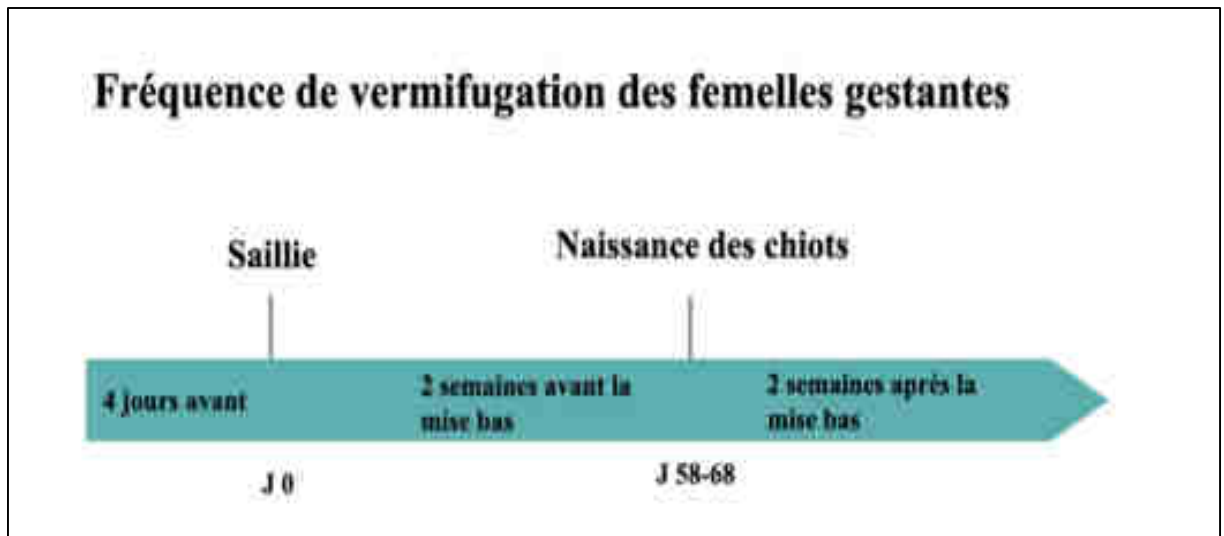 Fréquence de vermifugation des femelles gestantes
Saillie
Naissance des chiots
4 jours avant
2 semaines avant la
mise bas
2 semaines après la
mise bas
J 0
J 58-68